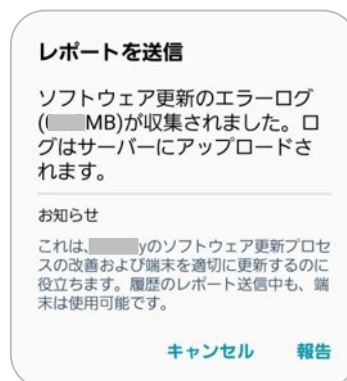 レポートを送信
ソフトウェア更新のエラーログ
(MB)が収集されました。ロ
グはサーバーにアップロードさ
れます。
お知らせ
これは、yのソフトウェア更新プロセ
スの改善および端末を適切に更新するのに
役立ちます。履歴のレポート送信中も、端
末は使用可能です。
キャンセル 報告